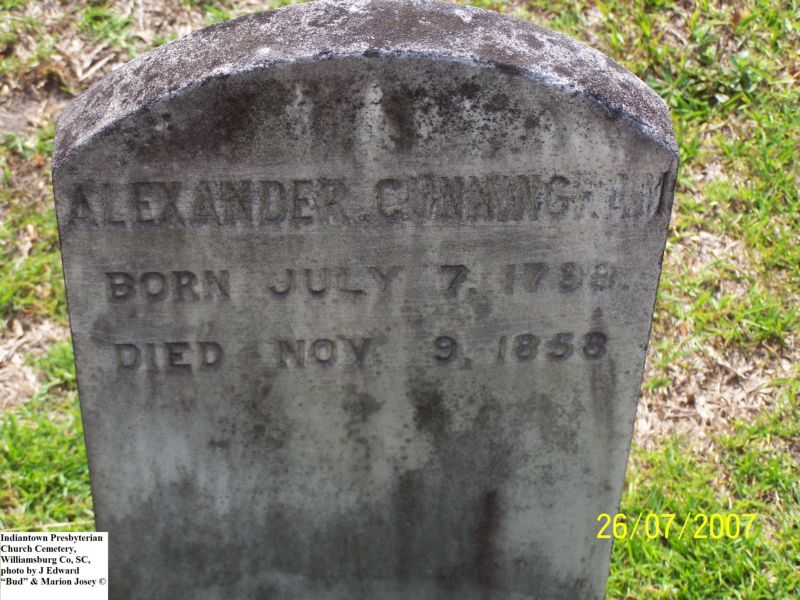 ALEXANDER CUNNINGHAM
BORN JULY 7.
DIED NOV 9, 1858
26/07/2007
Indiantown Presbyterian
Church Cemetery,
Williamsburg Co, SC,
photo by J Edward
“Bud” & Marion Josey ©